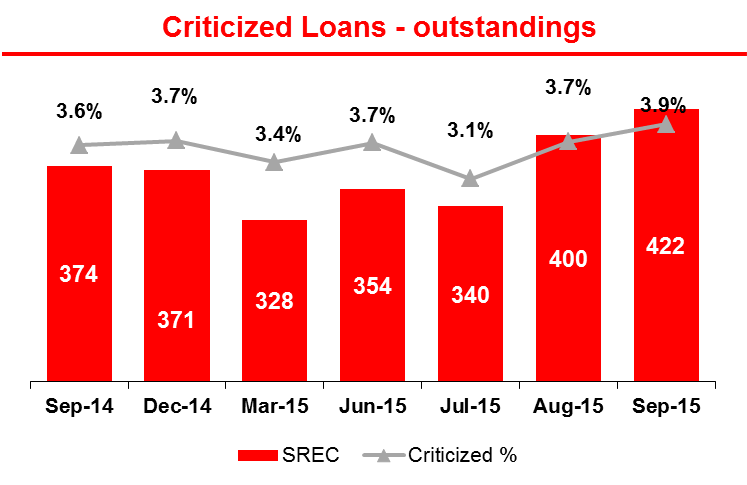 Criticized Loans - outstandings
3.6% 3.7% 3.4% 3.7% 3.1% 3.7% 3.9%
374 371 328 354 340 400 422
Sep-14 Dec-14 Mar-15 Jun-15 Jul-15 Aug-15 Sep-15
SREC Criticized %